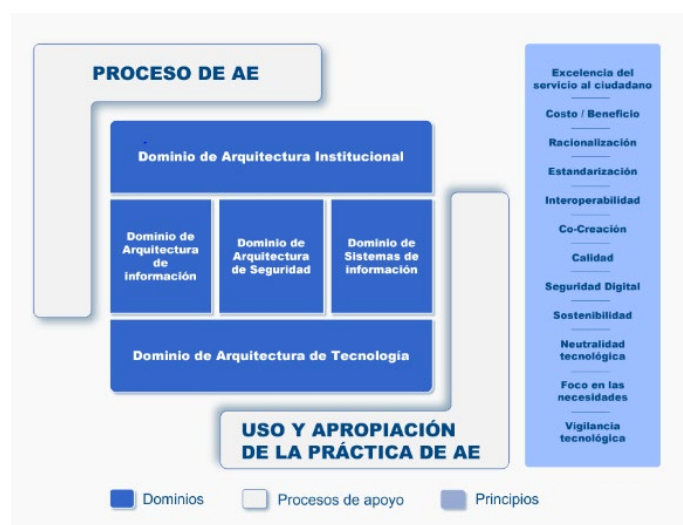 PROCESO DE AE
Dominio de Arquitectura Institucional
Dominio de
Arquitectura
de
información
Dominio de
Arquitectura
de Seguridad
Dominio de
Sistemas de
información
Dominio de Arquitectura de Tecnología
USO Y APROPIACIÓN
DE LA PRÁCTICA DE AE
Excelencia del
servicio al ciudadano
Costo / Beneficio
Racionalización
Estandarización
Interoperabilidad
Co-Creación
Calidad
Seguridad Digital
Sostenibilidad
Neutralidad
tecnológica
Foco en las
necesidades
Vigilancia
tecnológica
Dominios
Procesos de apoyo
Principios